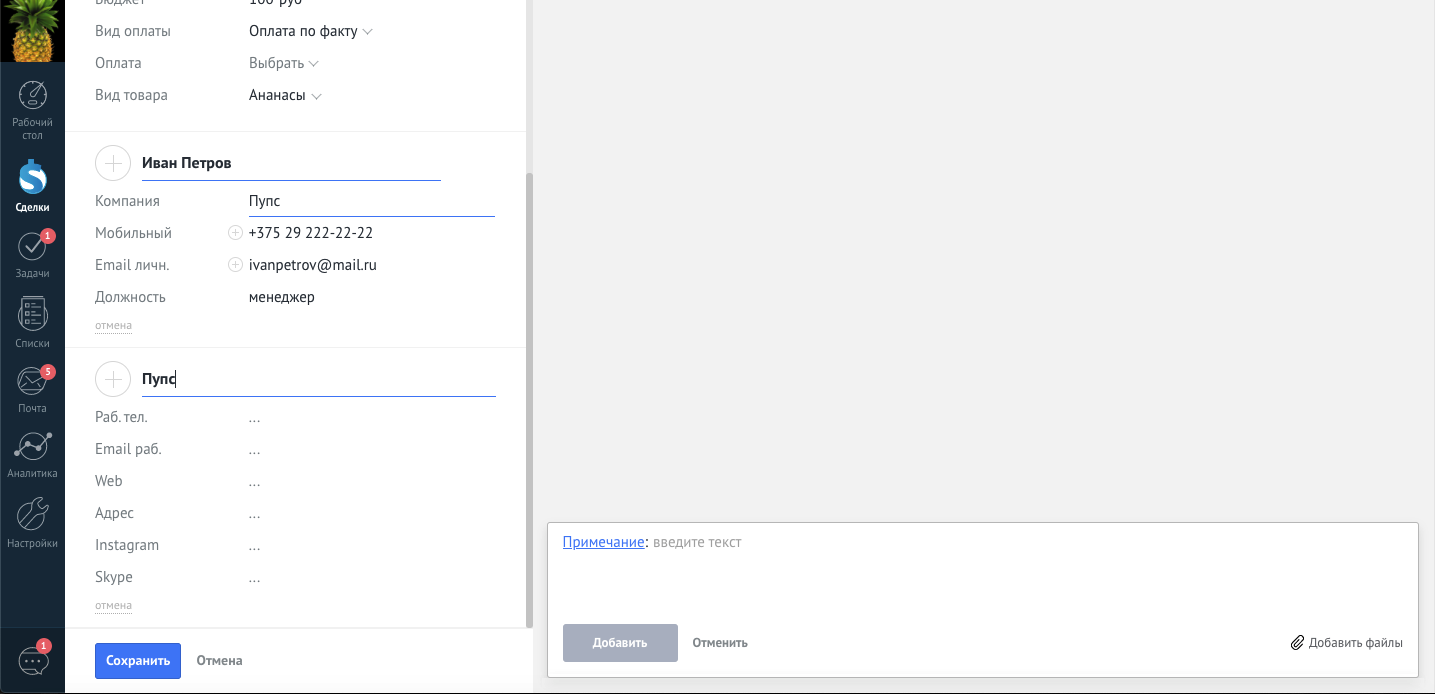 Бюджет 100 руб
Вид оплаты Оплата по факту
Оплата Выбрать
Вид товара Ананасы
Рабочий
стол
Сделки
1
Задачи
Списки
5
Почта
Аналитика
Настройки
1
Иван Петров
Компания Пупс
Мобильный +375 29 222-22-22
Email личн. ivanpetrov@mail.ru
Должность менеджер
отмена
Пупс
Раб. тел. ...
Email раб. ...
Web ...
Адрес ...
Instagram ...
Skype ...
отмена
Сохранить Отмена
Примечание: введите текст
Добавить Отменить Добавить файлы